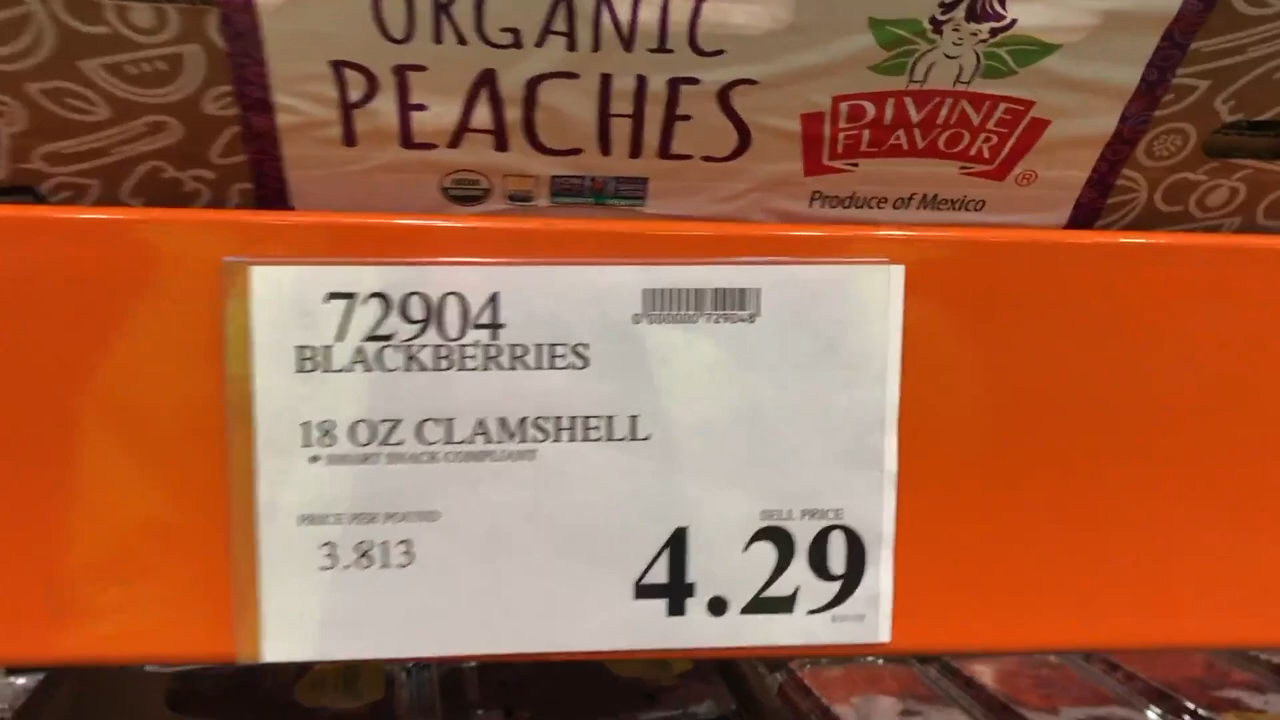 ORGANIC
PEACHES
DIVINE
FLAVOR
®
Produce of Mexico
72904
BLACKBERRIES
18 OZ CLAMSHELL
* SMART SNACK COMPLIANT
PRICE PER POUND
3.813
SELL PRICE
4.29